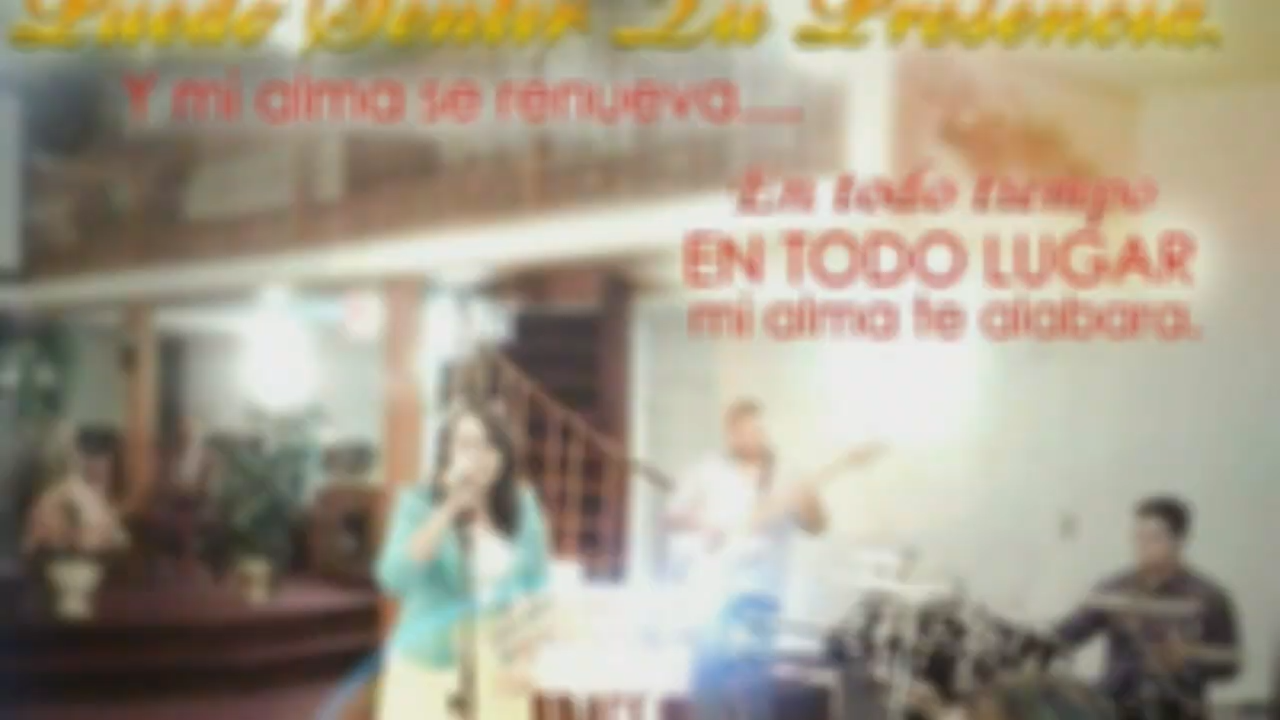 Puedo Sentir Tu Presencia.
Y mi alma se renueva....
En todo tiempo
EN TODO LUGAR
mi alma te alabara.